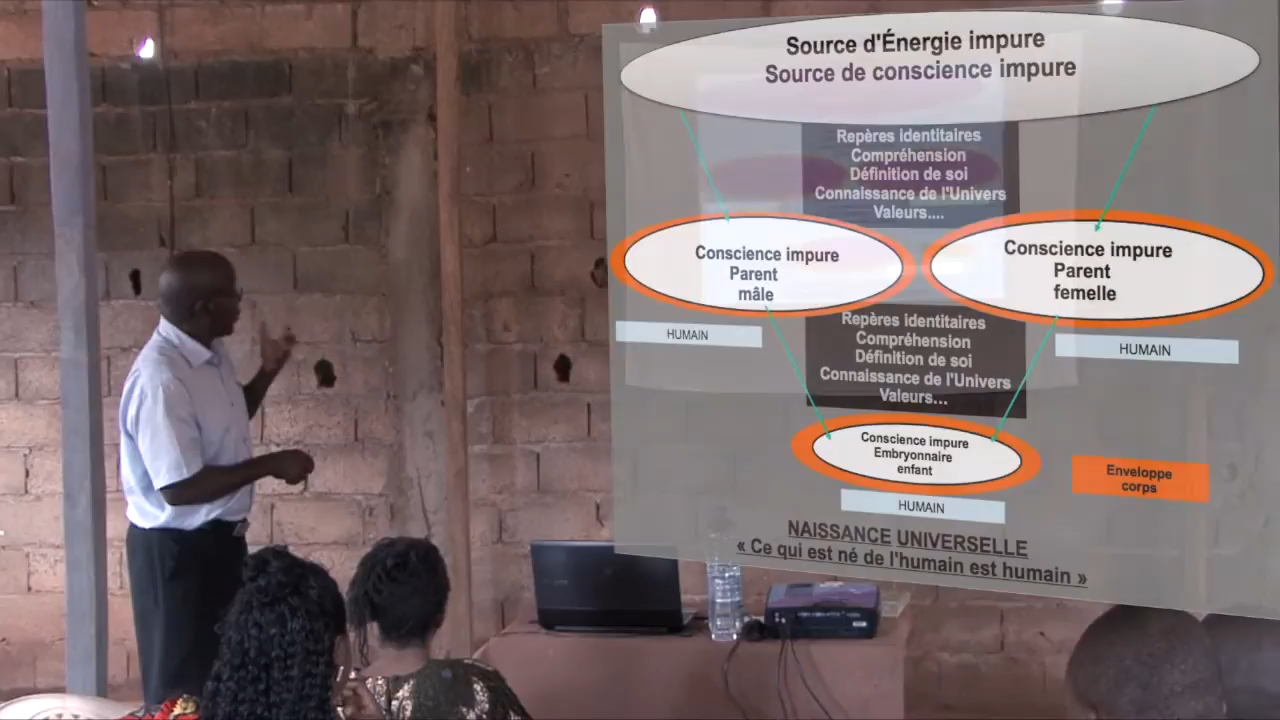 Source d'Énergie impure
Source de conscience impure
Repères identitaires
Compréhension
Définition de soi
Connaissance de l'Univers
Valeurs....
Conscience impure
Parent
mâle
Conscience impure
Parent
femelle
HUMAIN
HUMAIN
Repères identitaires
Compréhension
Définition de soi
Connaissance de l'Univers
Valeurs...
Conscience impure
Embryonnaire
enfant
Enveloppe
corps
HUMAIN
NAISSANCE UNIVERSELLE
« Ce qui est né de l'humain est humain »